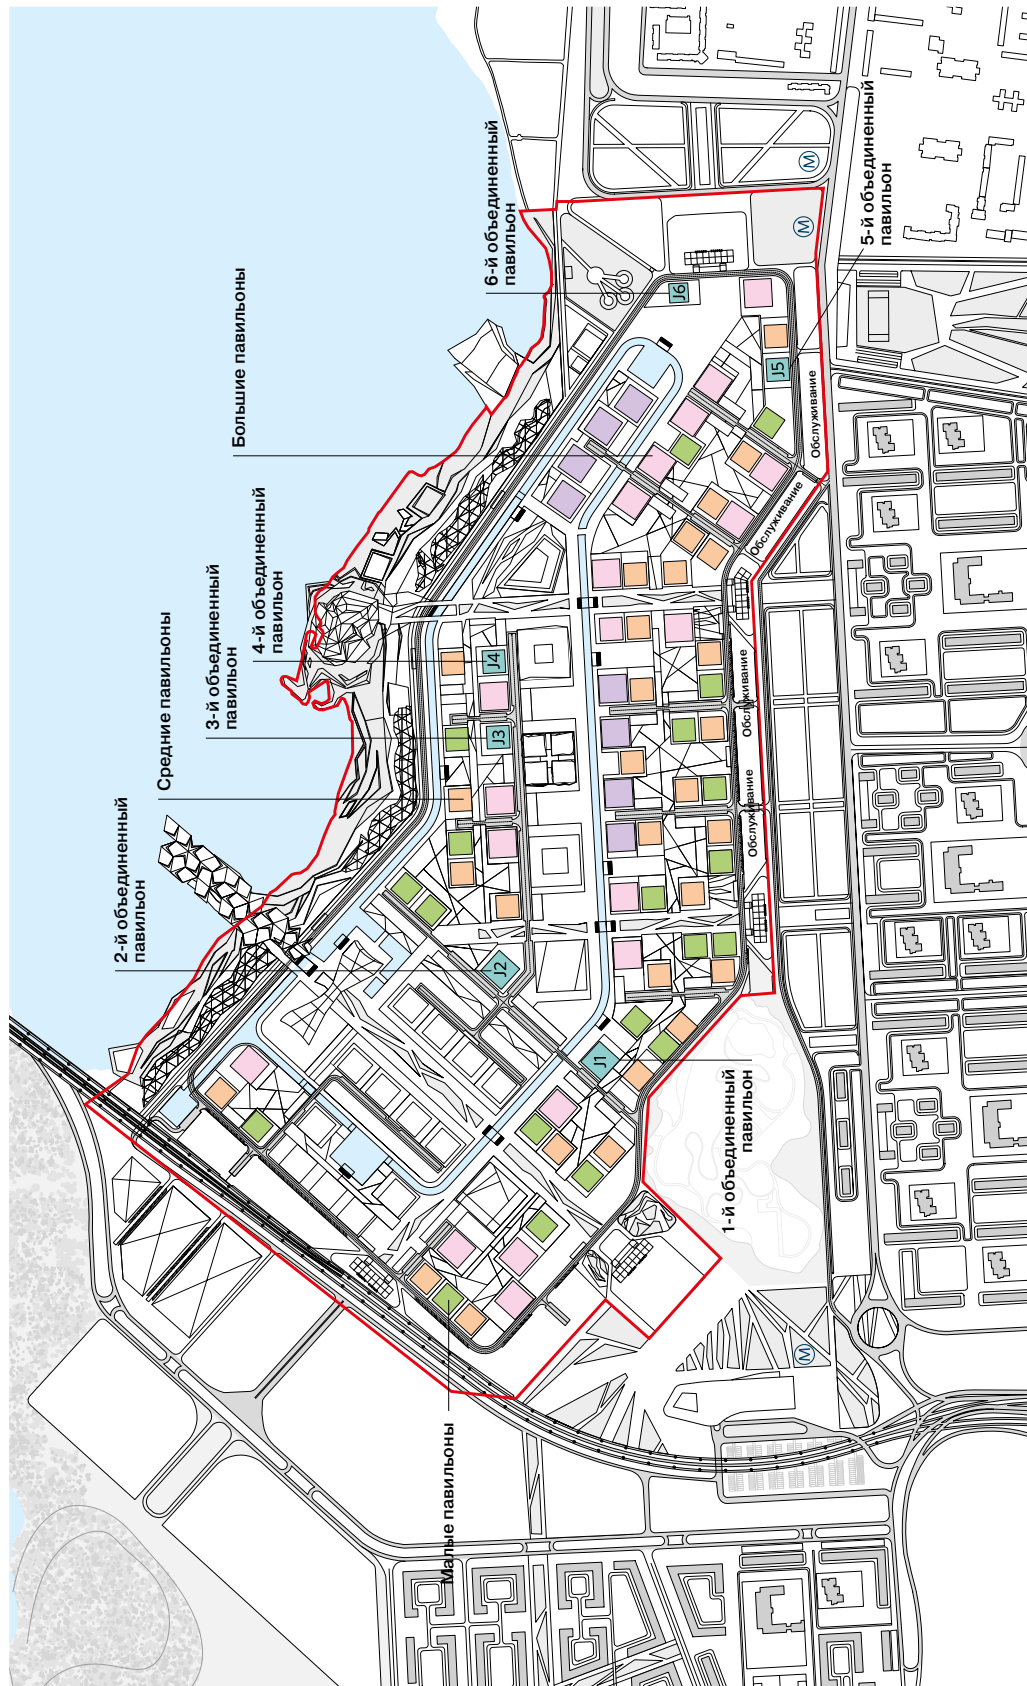 6-й объединенный
павильон
5-й объединенный
павильон
Большие павильоны
4-й объединенный
павильон
3-й объединенный
павильон
Средние павильоны
2-й объединенный
павильон
1-й объединенный
павильон
Малые павильоны
J6
J5
J4
J3
J2
J1
Обслуживание
Обслуживание
Обслуживание
Обслуживание
M
M
M